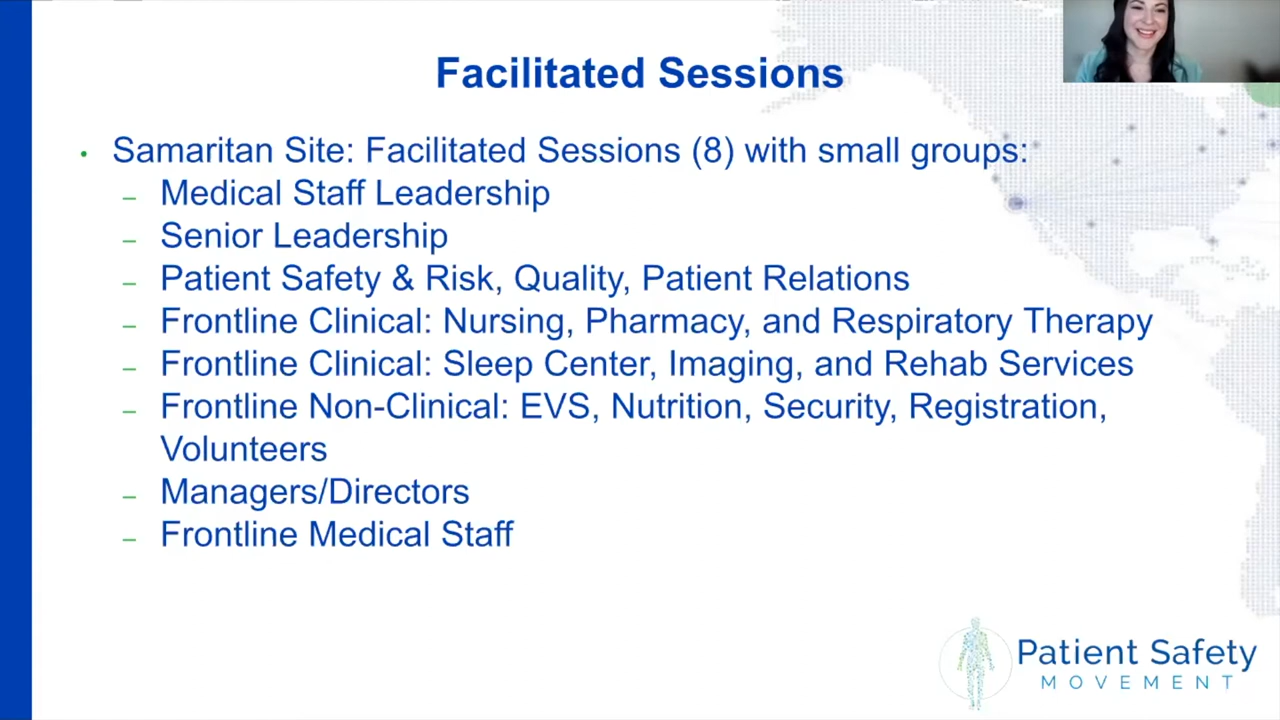 Facilitated Sessions
• Samaritan Site: Facilitated Sessions (8) with small groups:
– Medical Staff Leadership
– Senior Leadership
– Patient Safety & Risk, Quality, Patient Relations
– Frontline Clinical: Nursing, Pharmacy, and Respiratory Therapy
– Frontline Clinical: Sleep Center, Imaging, and Rehab Services
– Frontline Non-Clinical: EVS, Nutrition, Security, Registration,
Volunteers
– Managers/Directors
– Frontline Medical Staff
Patient Safety
MOVEMENT